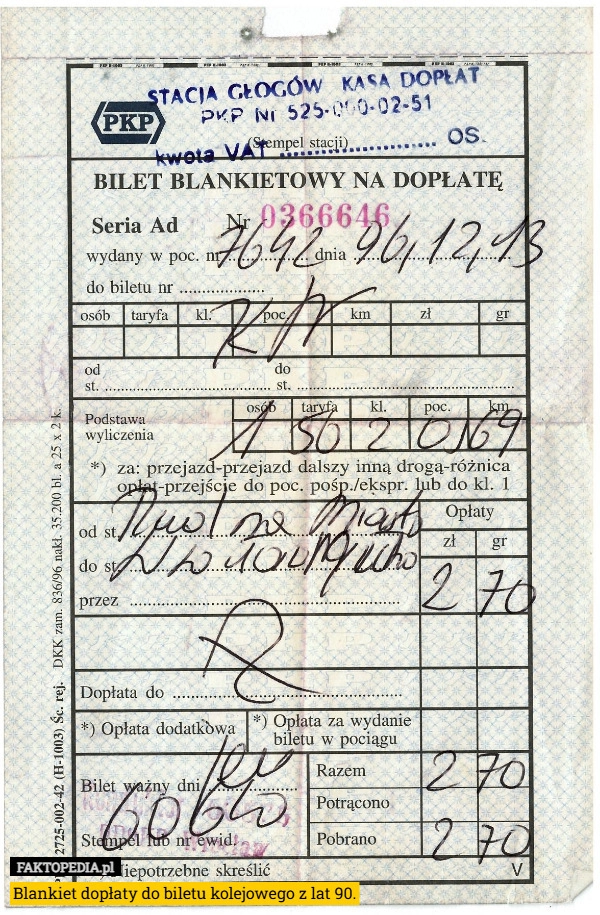 STACJA GŁOGÓW KASA DOPŁAT
PKP Nr 525-000-02-51
PKP
(Stempel stacji)
OS.
kwota VAT
BILET BLANKIETOWY NA DOPŁATĘ
Seria Ad Nr 0366646
wydany w poc. nr 7642 dnia 96,12,13
do biletu nr
osób taryfa kl. poc. km zł gr
od st. do st.
osób taryfa kl. poc. km
Podstawa wyliczenia 1 50 2 os 69
*) za: przejazd-przejazd dalszy inną drogą-różnica
opłat-przejście do poc. pośp./ekspr. lub do kl. 1
Opłaty
od st. Miasto
zł gr
do st.
przez
2 70
Dopłata do
*) Opłata dodatkowa
*) Opłata za wydanie
biletu w pociągu
Bilet ważny dni
Razem 2 70
Potrącono
Stempel lub nr ewid.
Pobrano 2 70
*) Niepotrzebne skreślić V
2725-002-42 (H-1003) Śc. rej. DKK zam. 836/96 nakł. 35.200 bl. a 25 x 2 k.
FAKTOPEDIA.pl
Blankiet dopłaty do biletu kolejowego z lat 90.